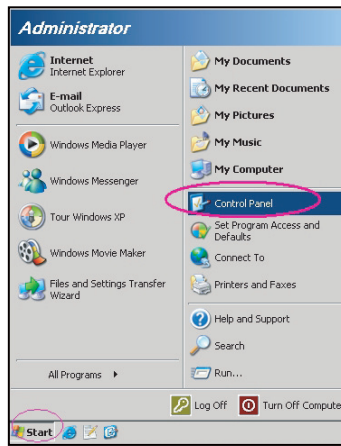 Administrator
Internet
Internet Explorer
E-mail
Outlook Express
Windows Media Player
Windows Messenger
Tour Windows XP
Windows Movie Maker
Files and Settings Transfer
Wizard
All Programs
My Documents
My Recent Documents
My Pictures
My Music
My Computer
Control Panel
Set Program Access and
Defaults
Connect To
Printers and Faxes
Help and Support
Search
Run...
Log Off
Turn Off Compute
Start